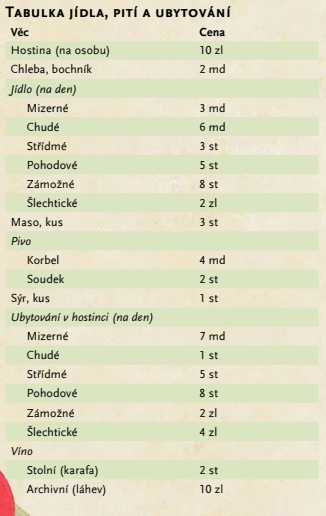 Tabulka jídla, pití a ubytování
Věc Cena
Hostina (na osobu) 10 zl
Chleba, bochník 2 md
Jídlo (na den)
Mizerné 3 md
Chudé 6 md
Střídmé 3 st
Pohodové 5 st
Zámožné 8 st
Šlechtické 2 zl
Maso, kus 3 st
Pivo
Korbel 4 md
Soudek 2 st
Sýr, kus 1 st
Ubytování v hostinci (na den)
Mizerné 7 md
Chudé 1 st
Střídmé 5 st
Pohodové 8 st
Zámožné 2 zl
Šlechtické 4 zl
Víno
Stolní (karafa) 2 st
Archivní (láhev) 10 zl